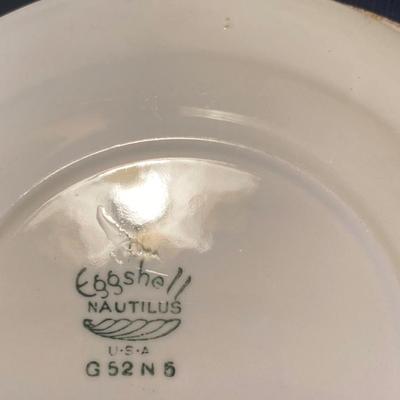 Eggshell
NAUTILUS
U·S·A
G 52 N 5